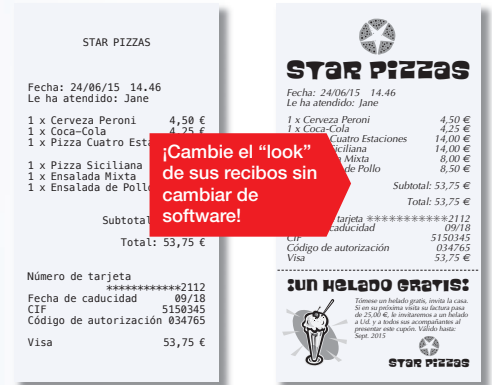 STAR PIZZAS
Fecha: 24/06/15 14.46
Le ha atendido: Jane
1 x Cerveza Peroni 4,50 €
1 x Coca-Cola 4,25 €
1 x Pizza Cuatro Esta
1 x Pizza Siciliana
1 x Ensalada Mixta
1 x Ensalada de Pollo
Subtotal
Total: 53,75 €
Número de tarjeta
************2112
Fecha de caducidad 09/18
CIF 5150345
Código de autorización 034765
Visa 53,75 €
¡Cambie el “look”
de sus recibos sin
cambiar de
software!
STAR PIZZAS
Fecha: 24/06/15 14.46
Le ha atendido: Jane
1 x Cerveza Peroni 4,50 €
1 x Coca-Cola 4,25 €
Cuatro Estaciones 14,00 €
Siciliana 14,00 €
Mixta 8,00 €
de Pollo 8,50 €
Subtotal: 53,75 €
Total: 53,75 €
tarjeta ************2112
caducidad 09/18
CIF 5150345
Código de autorización 034765
Visa 53,75 €
¡UN HELADO GRATIS!
Tómese un helado gratis, invita la casa.
Si en su próxima visita su factura pasa
de 25,00 €, le invitaremos a un helado
a Ud. y a todos sus acompañantes al
presentar este cupón. Válido hasta:
Sept. 2015
STAR PIZZAS